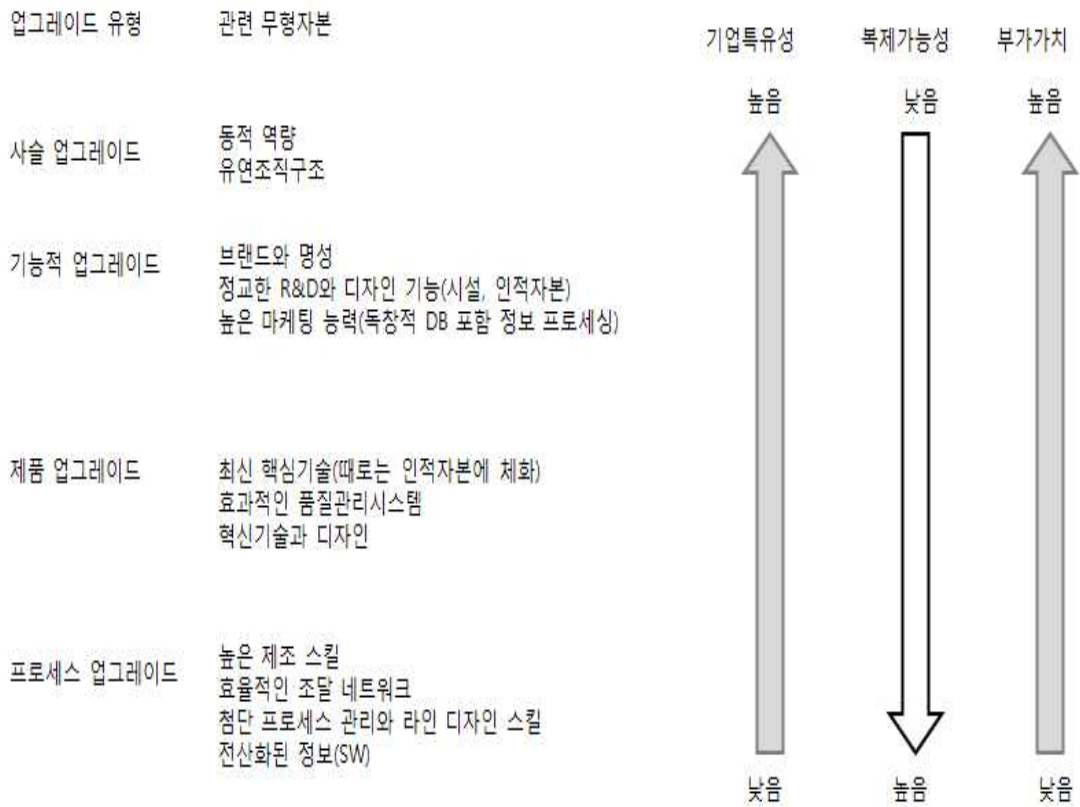 업그레이드 유형 관련 무형자본
기업특유성 복제가능성 부가가치
높음 낮음 높음
사슬 업그레이드
동적 역량
유연조직구조
기능적 업그레이드
브랜드와 명성
정교한 R&D와 디자인 기능(시설, 인적자본)
높은 마케팅 능력(독창적 DB 포함 정보 프로세싱)
제품 업그레이드
최신 핵심기술(때로는 인적자본에 체화)
효과적인 품질관리시스템
혁신기술과 디자인
프로세스 업그레이드
높은 제조 스킬
효율적인 조달 네트워크
첨단 프로세스 관리와 라인 디자인 스킬
전산화된 정보(SW)
낮음 높음 낮음